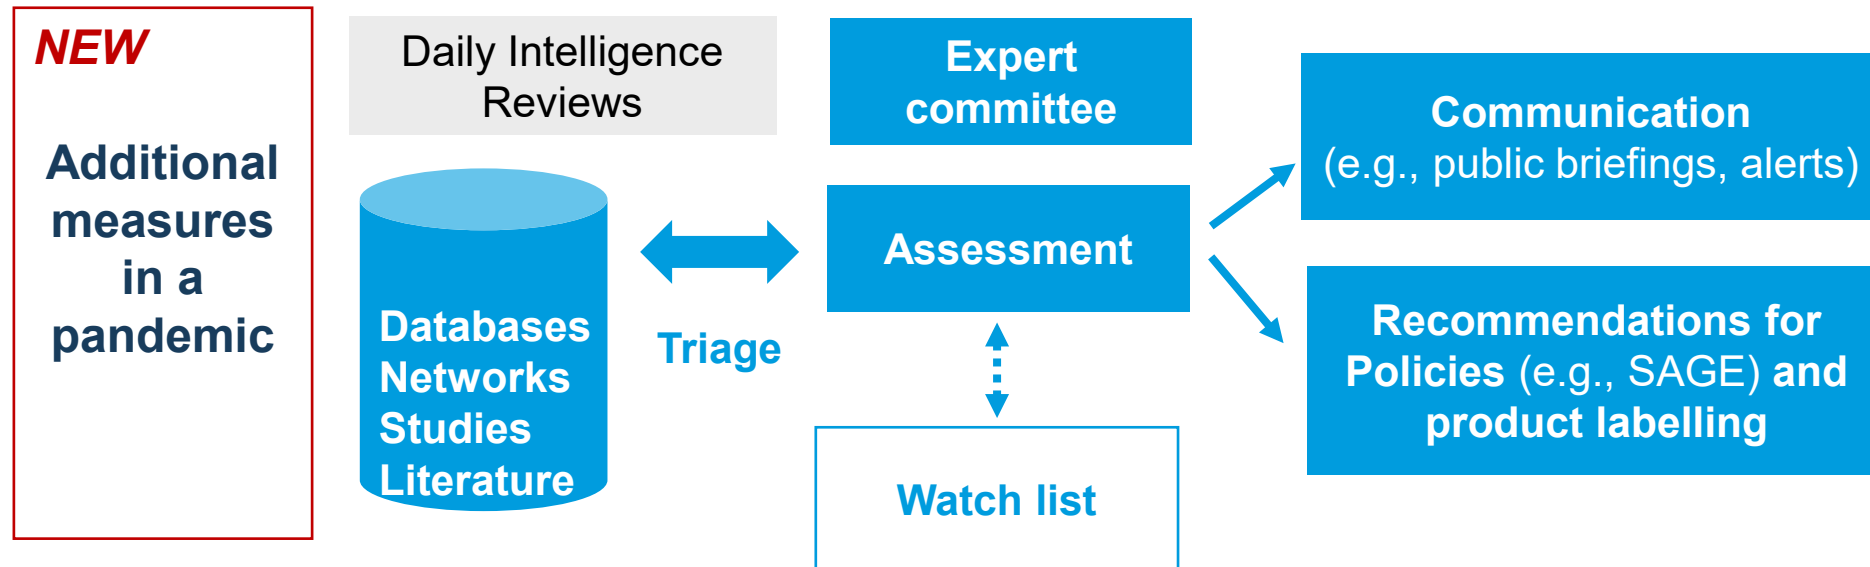 NEW
Additional
measures
in a
pandemic
Daily Intelligence
Reviews
Databases
Networks
Studies
Literature
Triage
Expert
committee
Assessment
Watch list
Communication
(e.g., public briefings, alerts)
Recommendations for
Policies (e.g., SAGE) and
product labelling